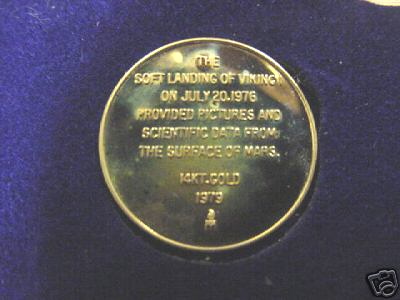 THE
SOFT LANDING OF VIKING I
ON JULY 20.1976
PROVIDED PICTURES AND
SCIENTIFIC DATA FROM
THE SURFACE OF MARS.
14KT.GOLD
1979